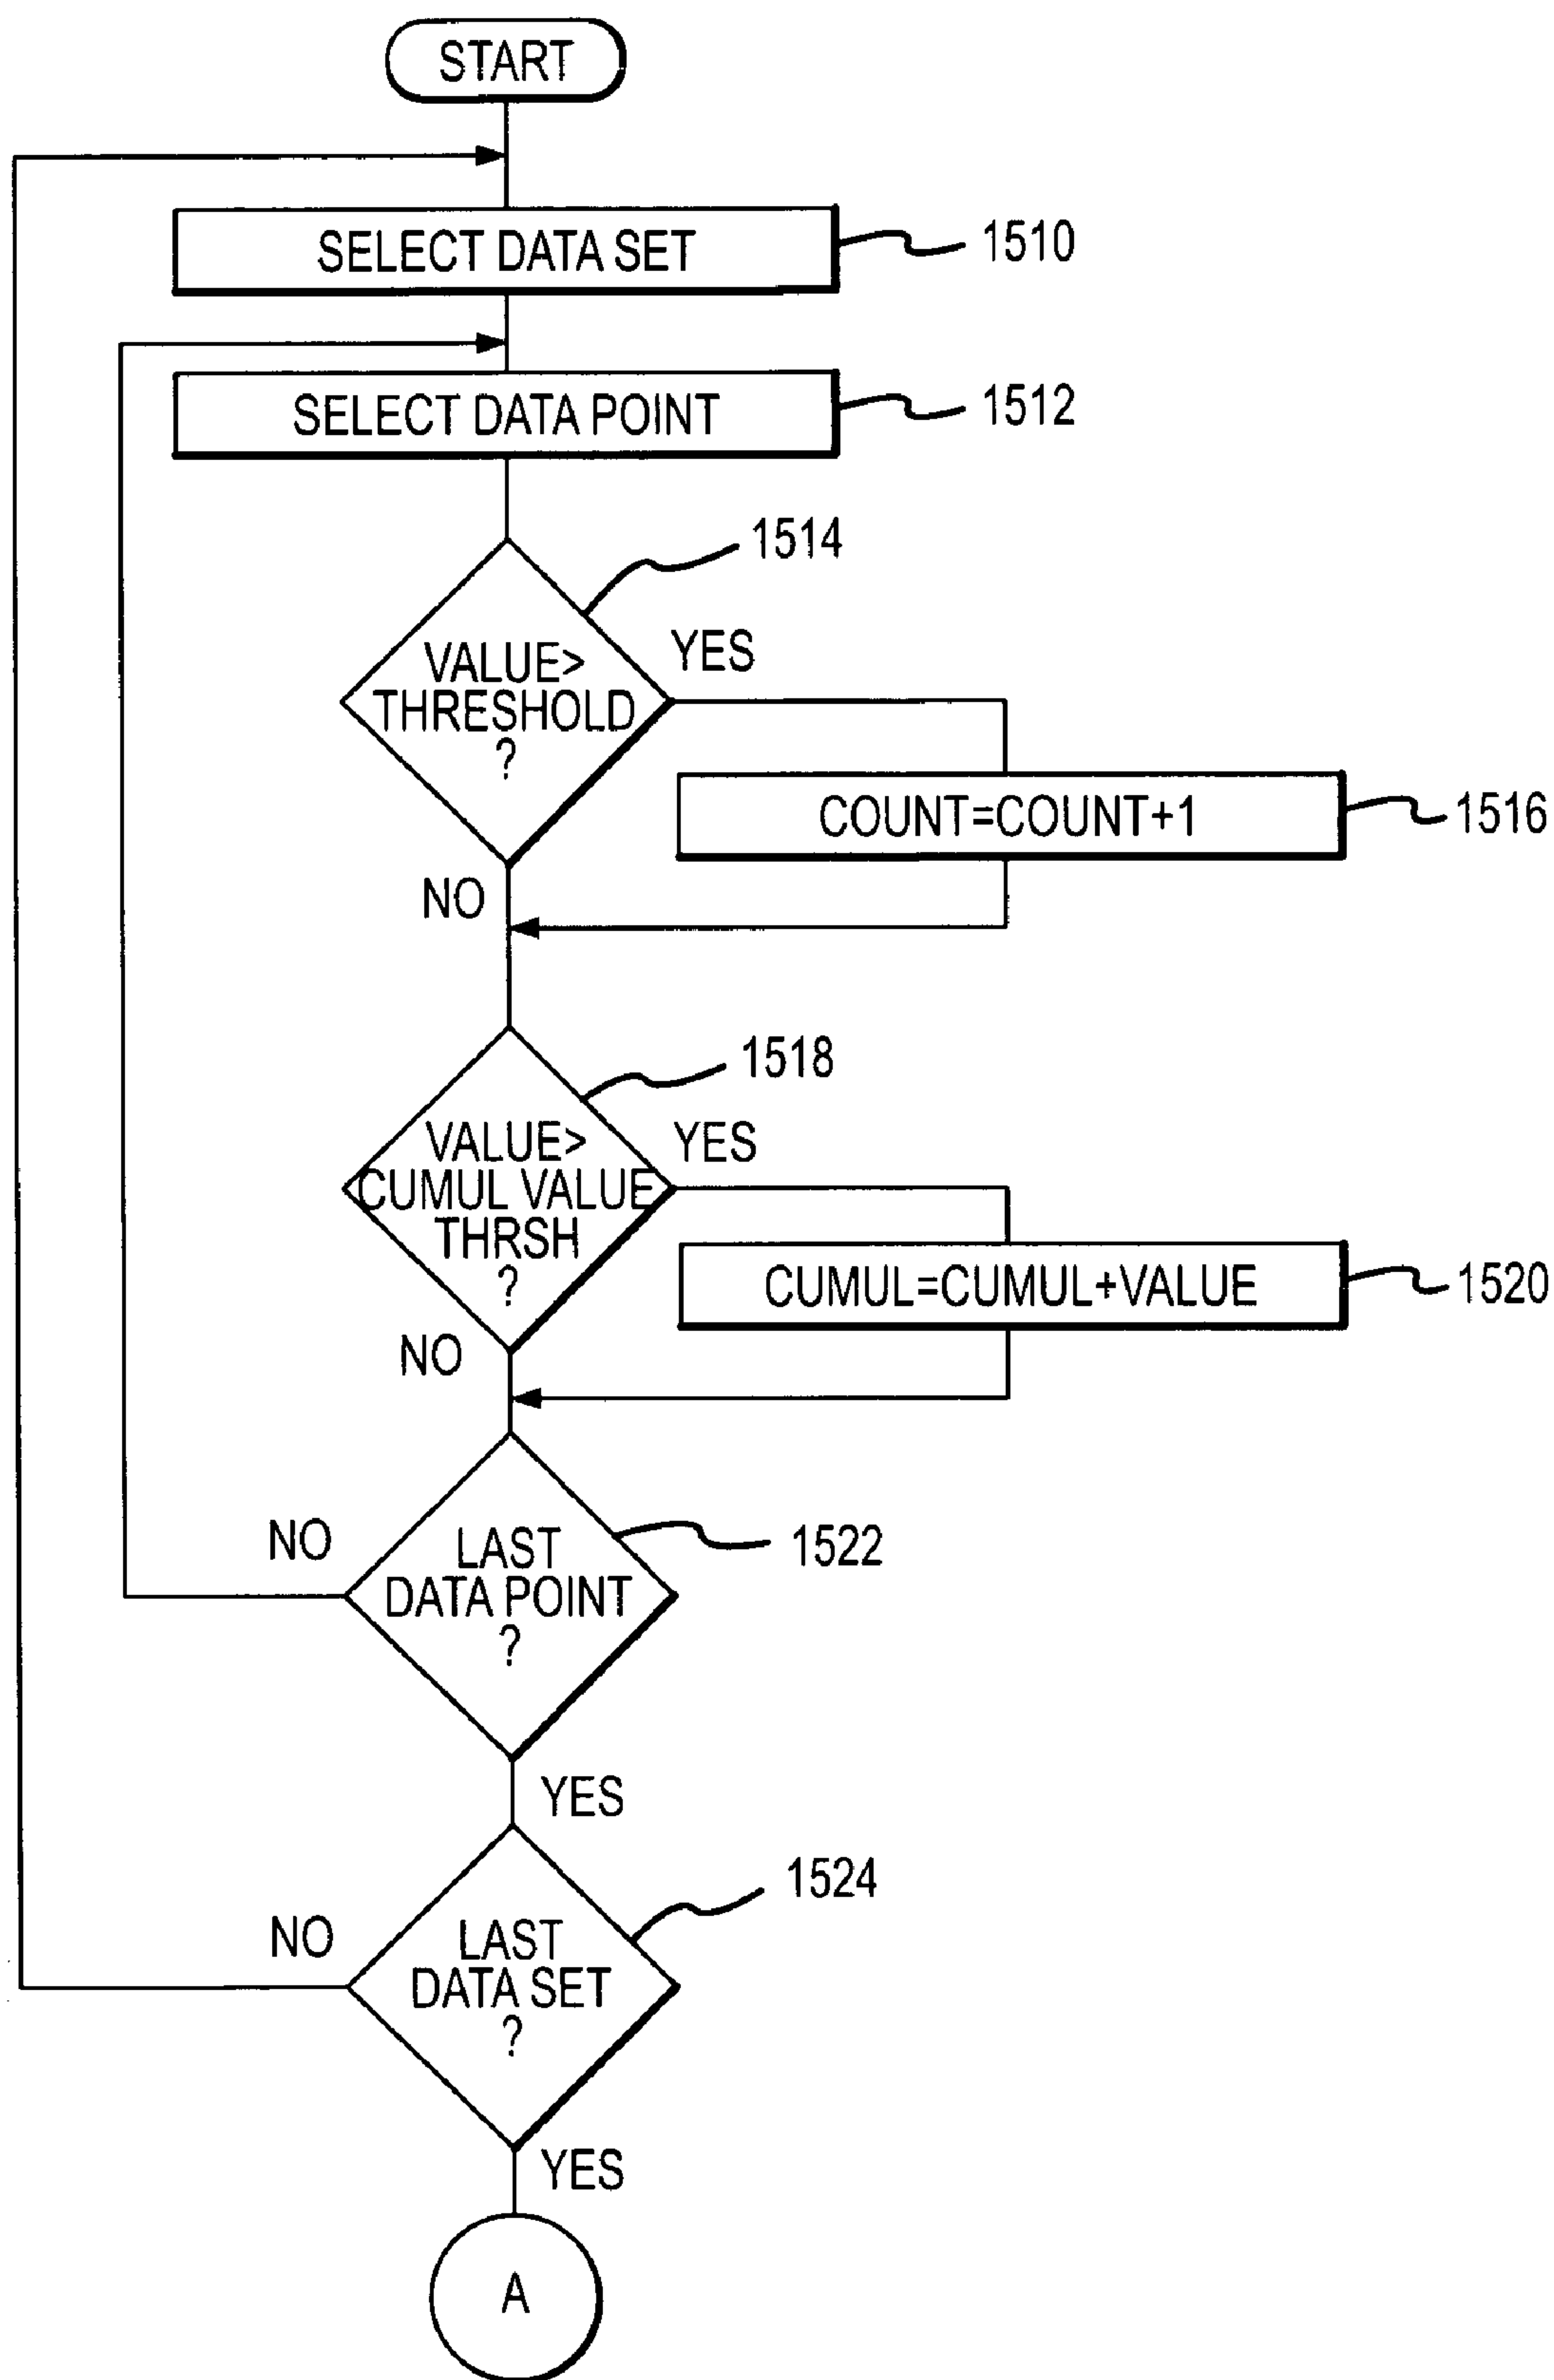 START
SELECT DATA SET
1510
SELECT DATA POINT
1512
1514
VALUE>
THRESHOLD
?
YES
COUNT=COUNT+1
1516
NO
1518
VALUE>
CUMUL VALUE
THRSH
?
YES
CUMUL=CUMUL+VALUE
1520
NO
NO
LAST
DATA POINT
?
1522
YES
1524
NO
LAST
DATA SET
?
YES
A